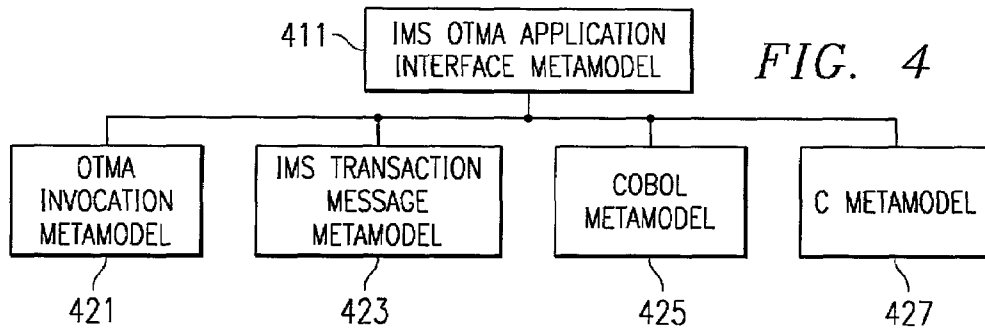 411
IMS OTMA APPLICATION
INTERFACE METAMODEL
FIG. 4
OTMA
INVOCATION
METAMODEL
IMS TRANSACTION
MESSAGE
METAMODEL
COBOL
METAMODEL
C METAMODEL
421
423
425
427